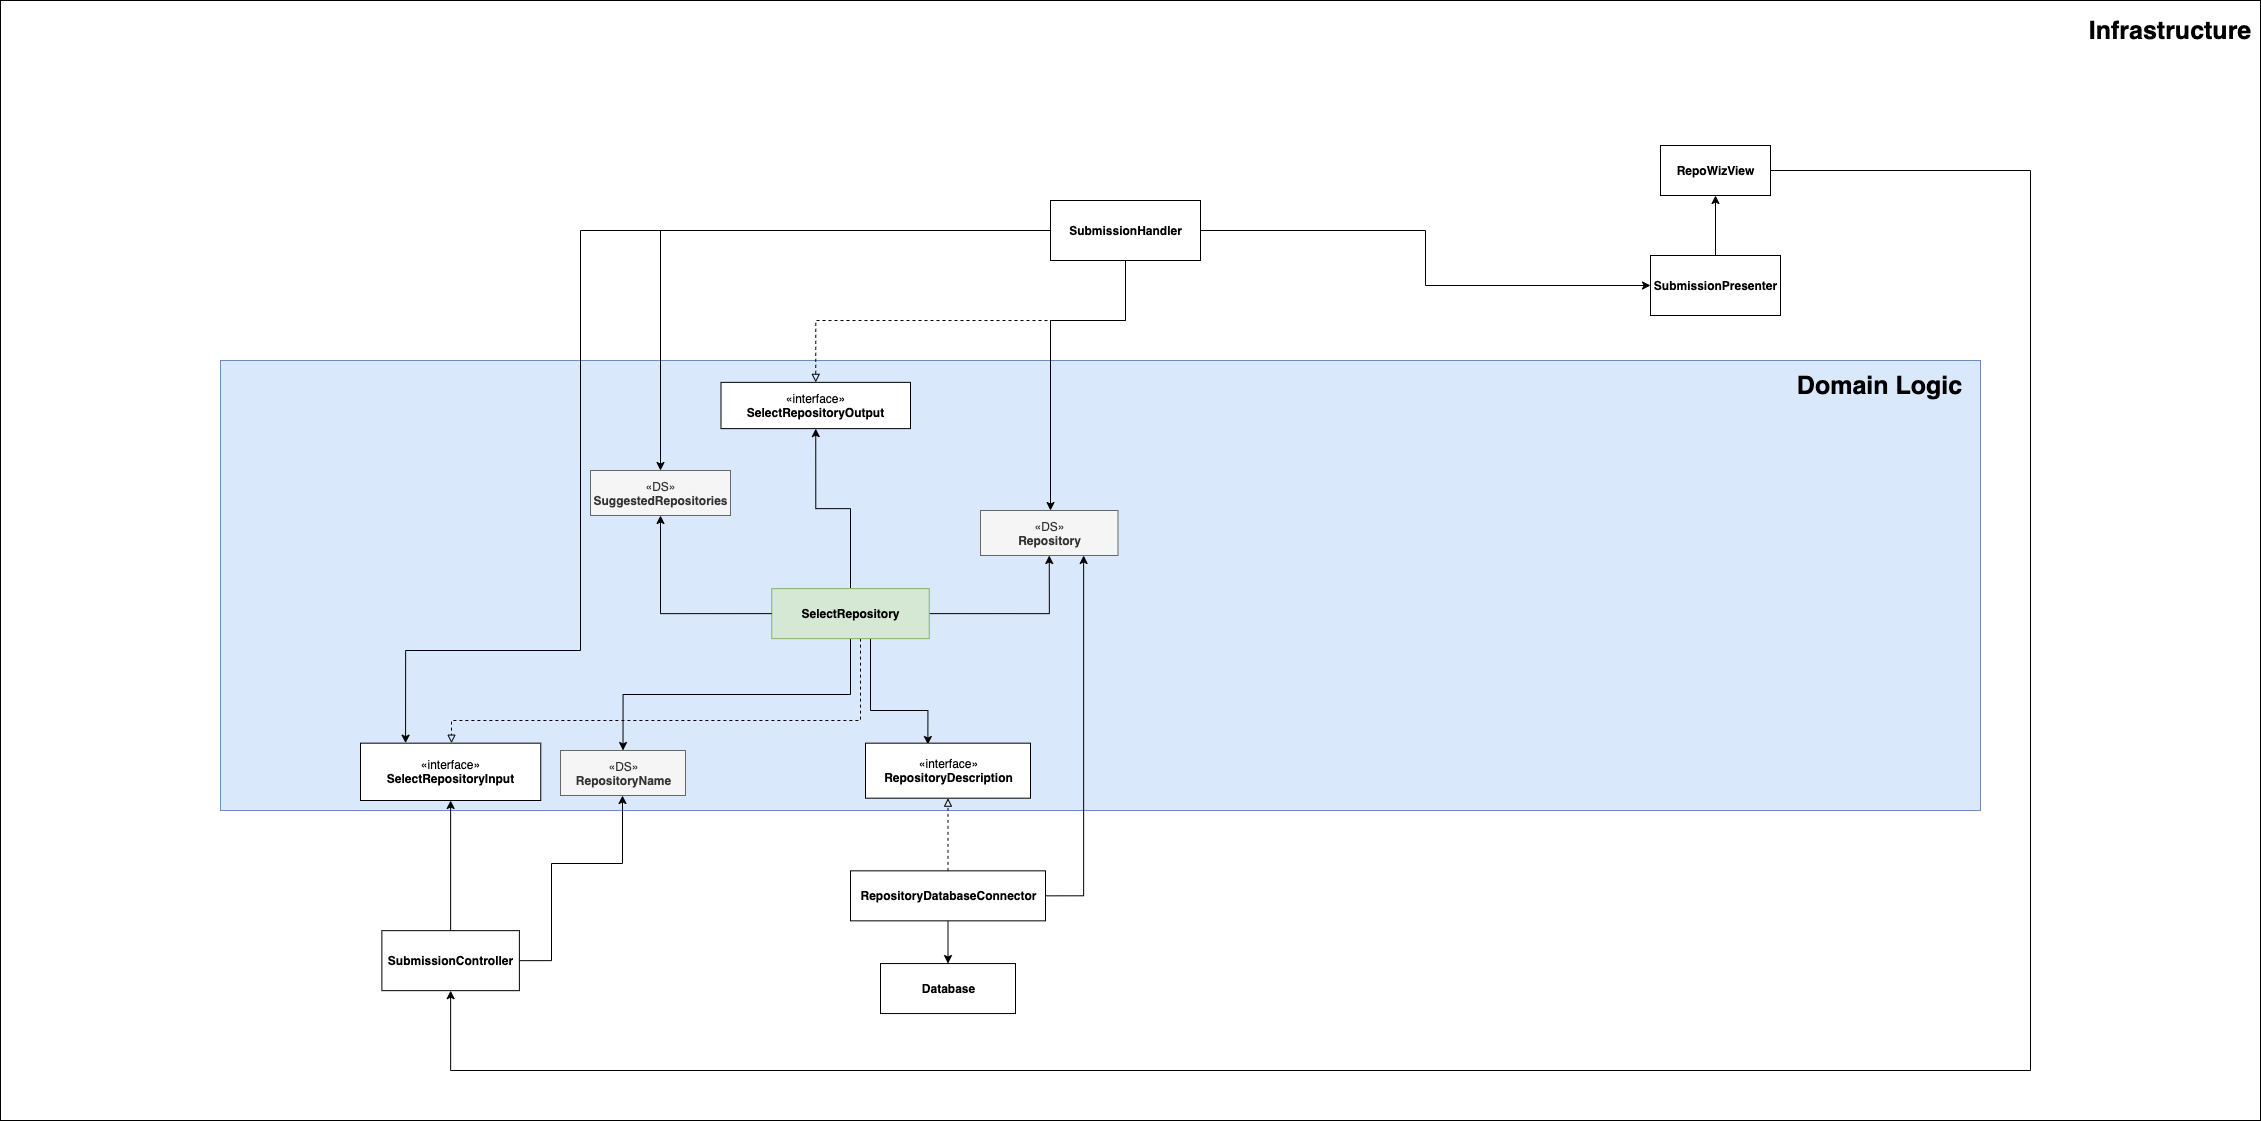 Infrastructure
RepoWizView
SubmissionHandler
SubmissionPresenter
Domain Logic
«interface»
SelectRepositoryOutput
«DS»
SuggestedRepositories
«DS»
Repository
SelectRepository
«interface»
SelectRepositoryInput
«DS»
RepositoryName
«interface»
RepositoryDescription
RepositoryDatabaseConnector
SubmissionController
Database